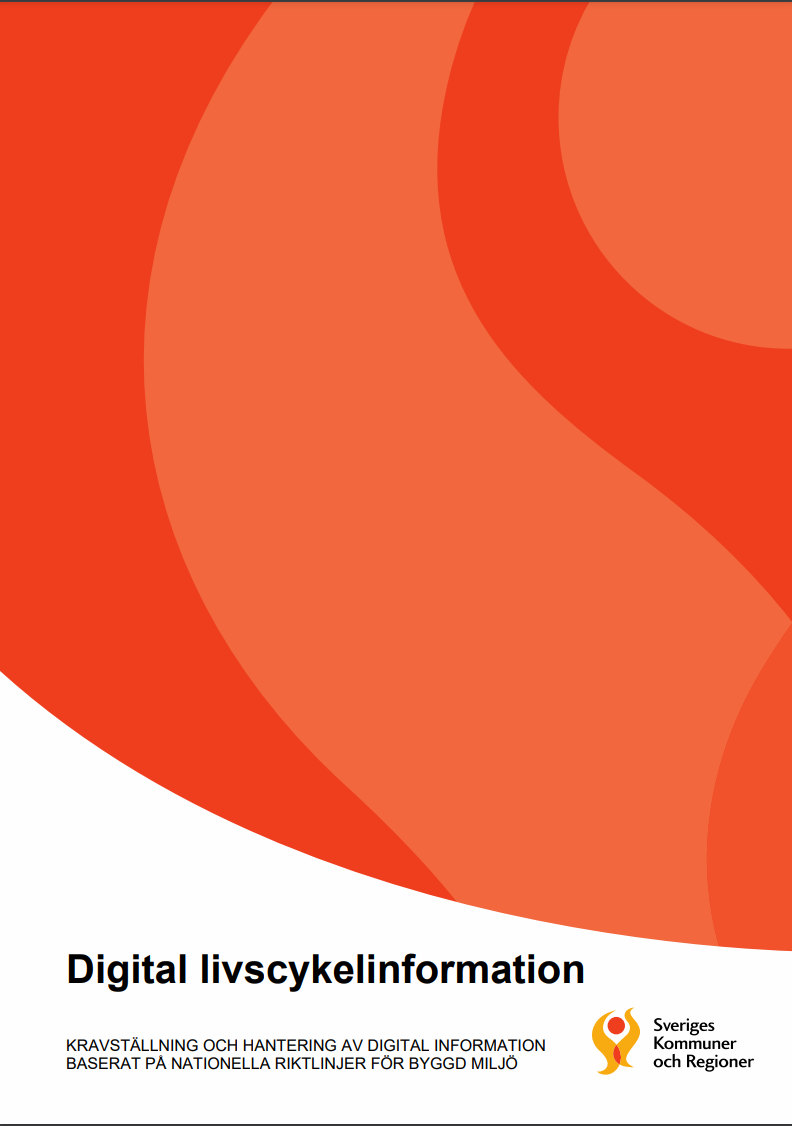 Digital livscykelinformation
KRAVSTÄLLNING OCH HANTERING AV DIGITAL INFORMATION
BASERAT PÅ NATIONELLA RIKTLINJER FÖR BYGGD MILJÖ
Sveriges
Kommuner
och Regioner